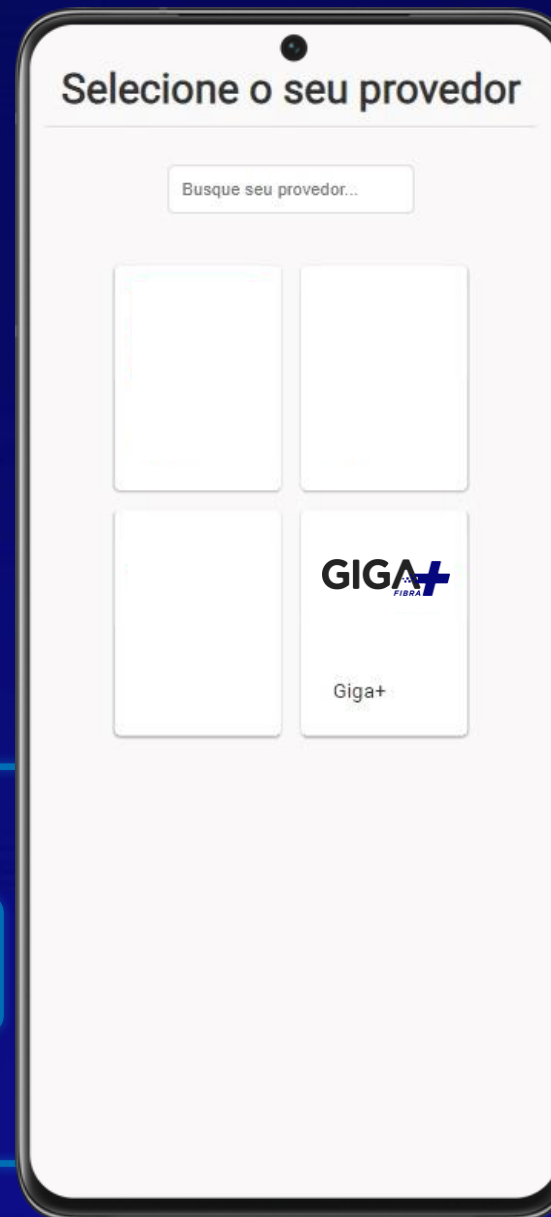 Selecione o seu provedor
Busque seu provedor...
GIGA+
FIBRA
Giga+